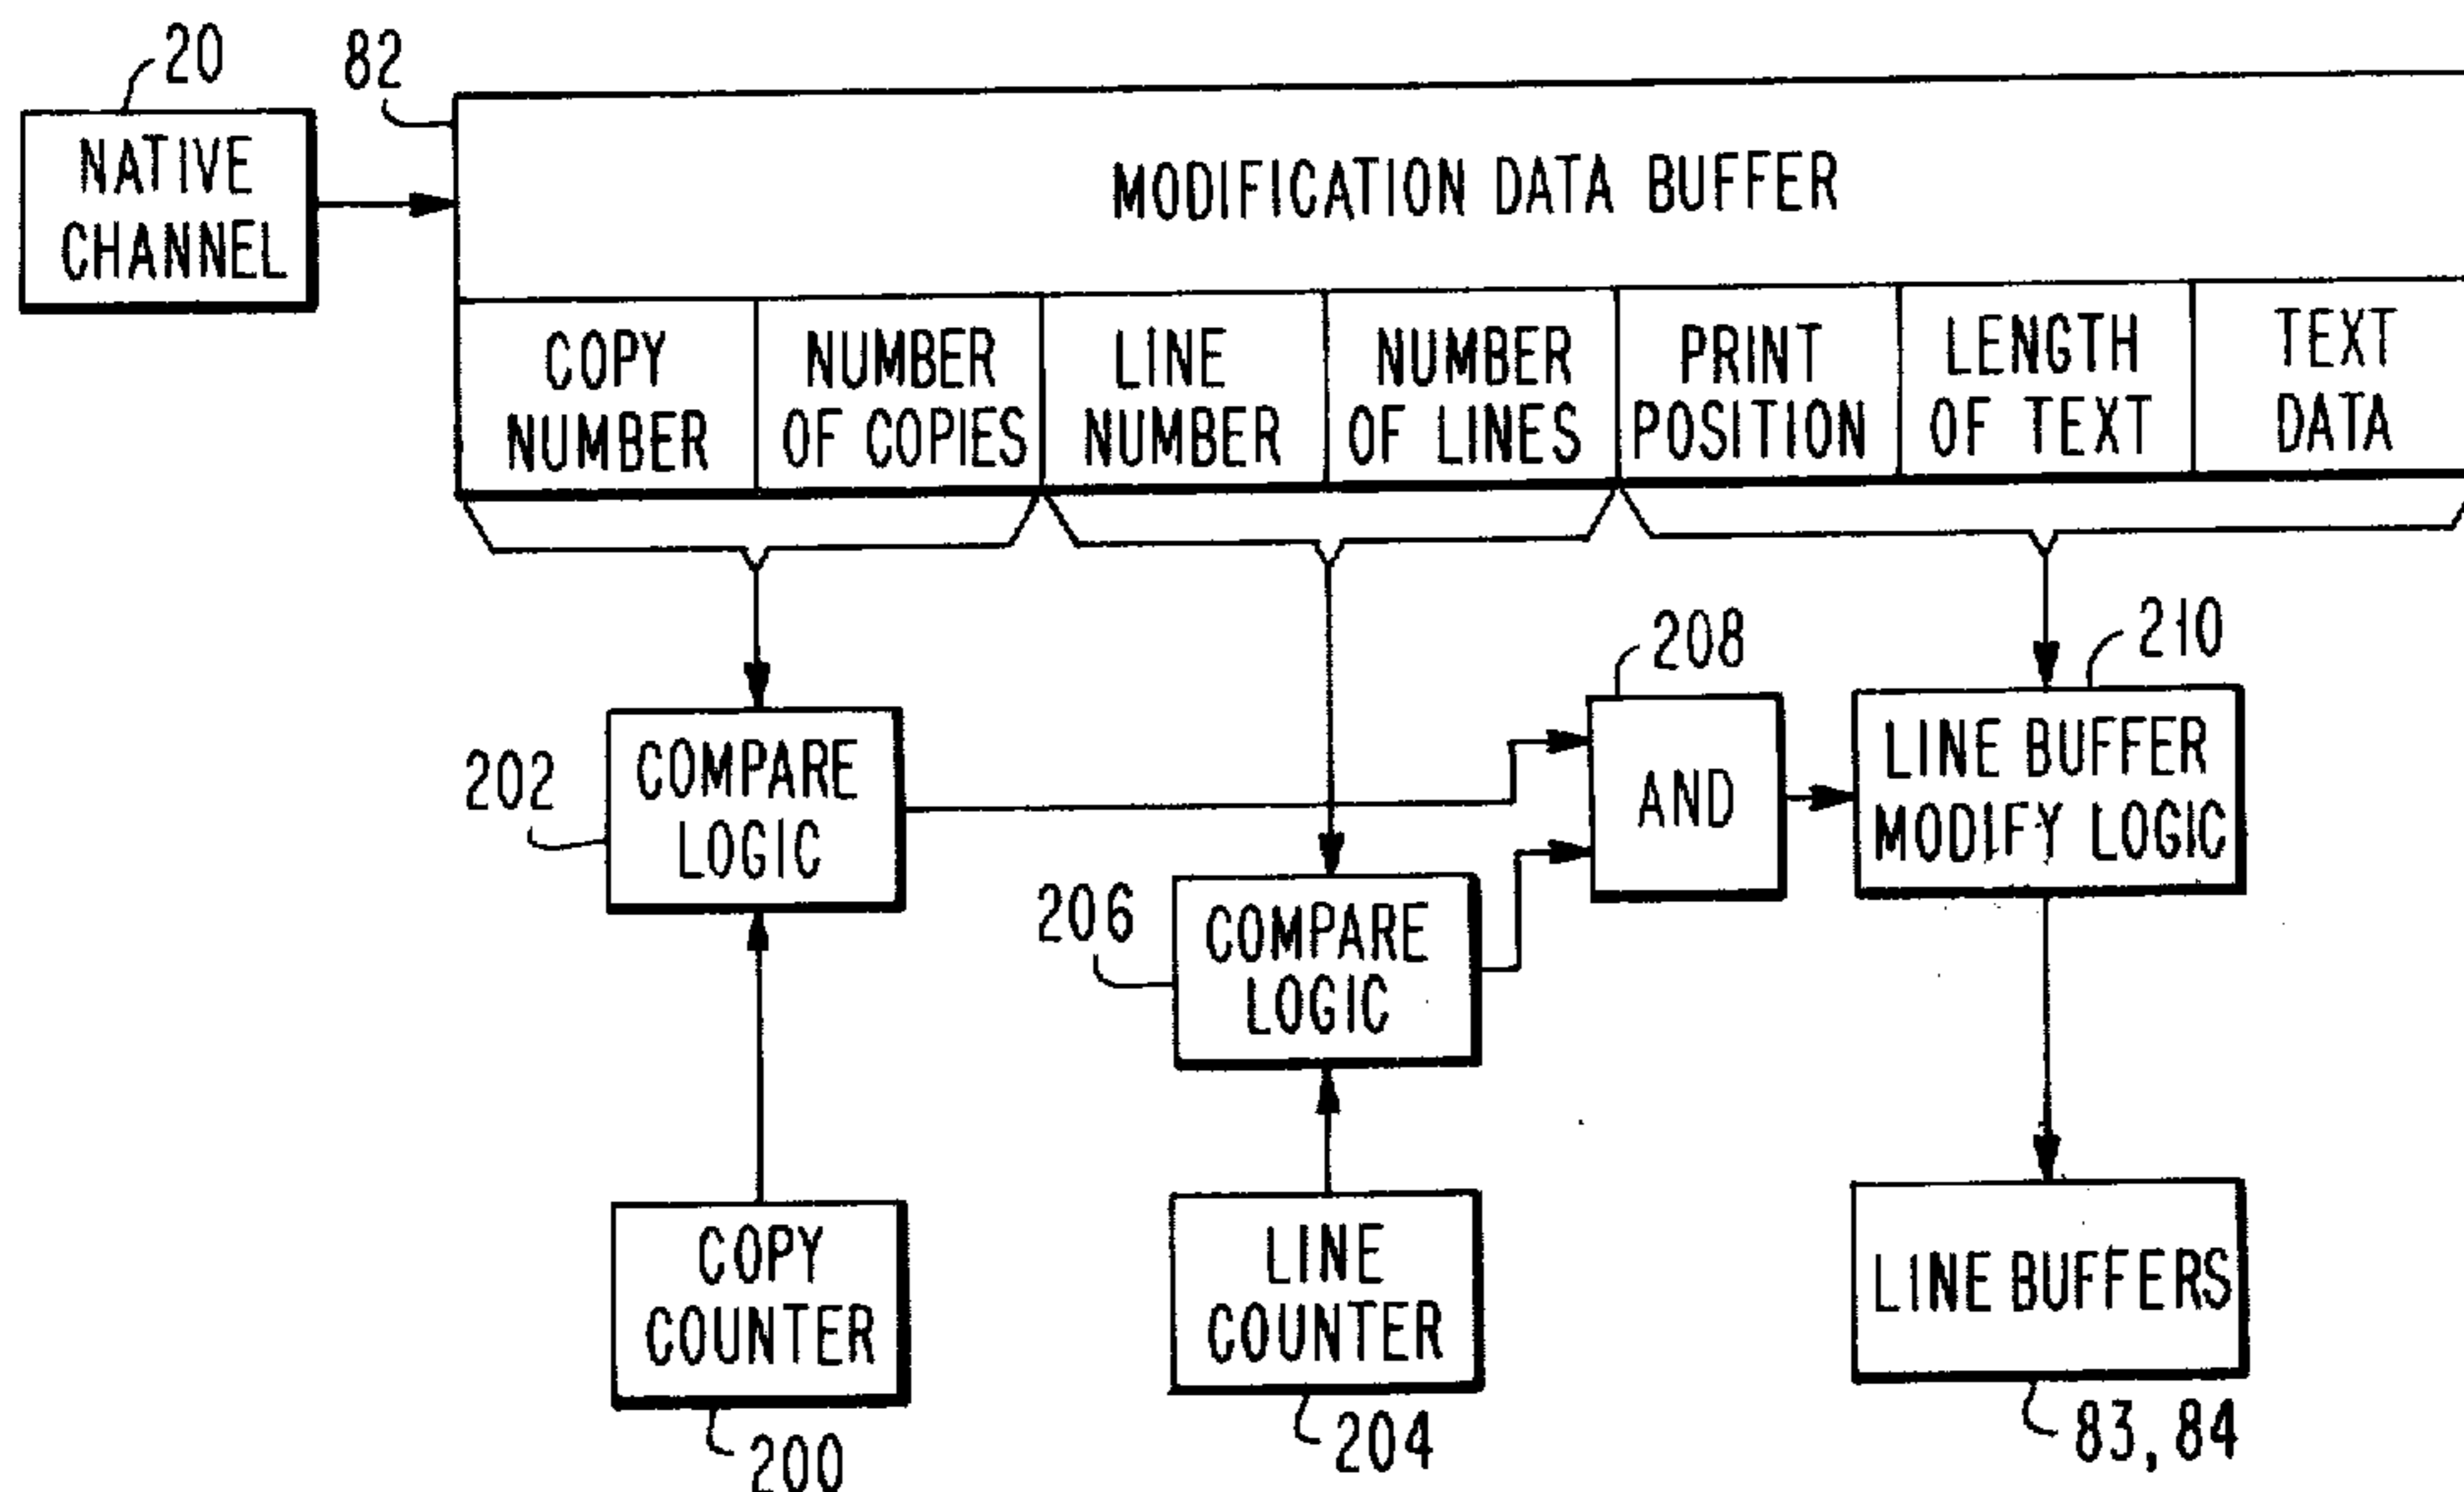 20
82
NATIVE
CHANNEL
MODIFICATION DATA BUFFER
COPY
NUMBER
NUMBER
OF COPIES
LINE
NUMBER
NUMBER
OF LINES
PRINT
POSITION
LENGTH
OF TEXT
TEXT
DATA
208
210
202
COMPARE
LOGIC
AND
LINE BUFFER
MODIFY LOGIC
206
COMPARE
LOGIC
COPY
COUNTER
LINE
COUNTER
LINE BUFFERS
200
204
83, 84